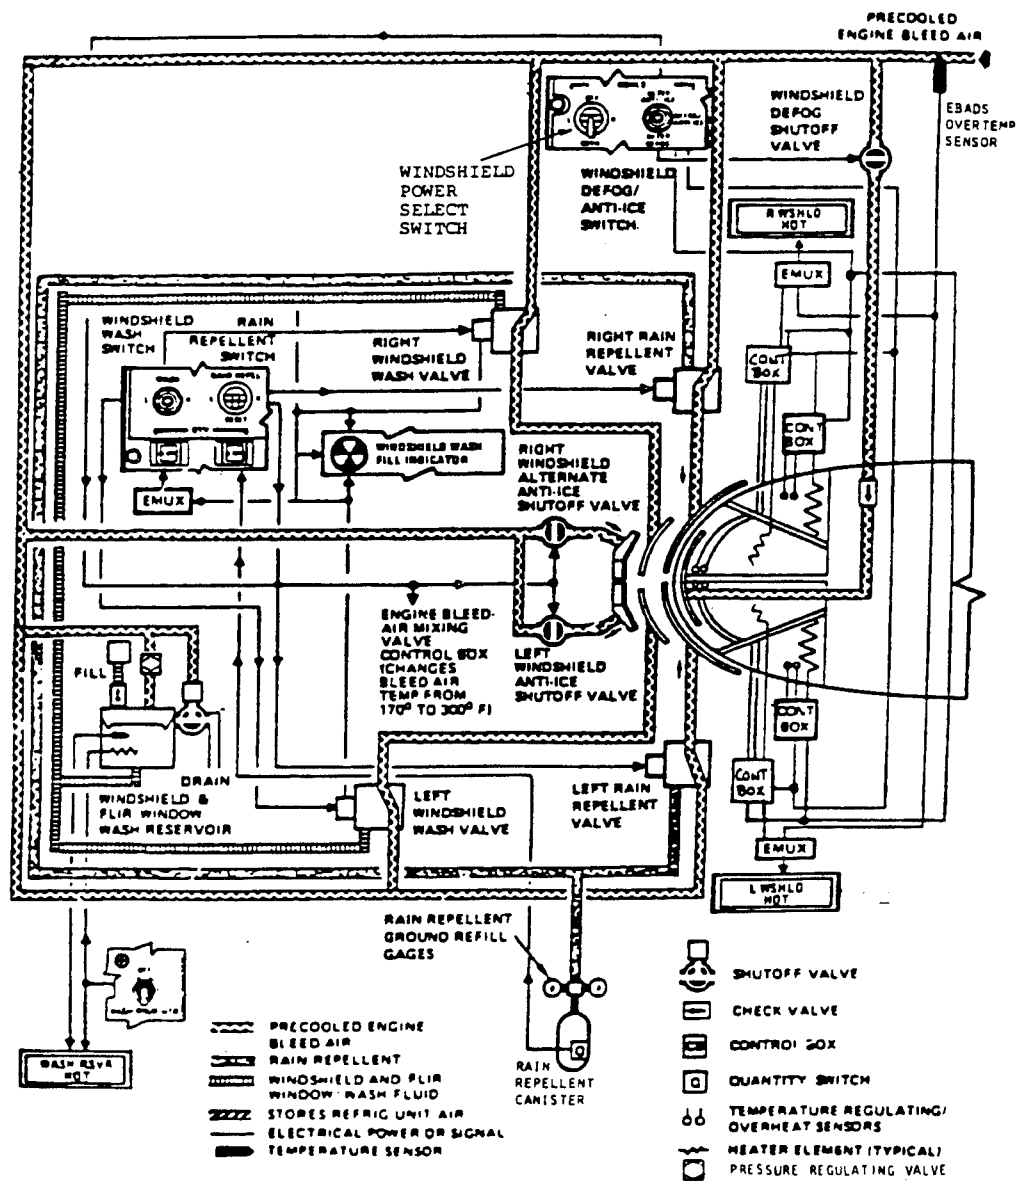 PRECOOLED
ENGINE BLEED AIR
WINDSHIELD
DEFOG
SHUTOFF
VALVE
EBADS
OVERTEMP
SENSOR
WINDSHIELD
POWER
SELECT
SWITCH
WINDSHIELD
DEFOG/
ANTI-ICE
SWITCH
R WSHLD
HOT
EMUX
WINDSHIELD
WASH
SWITCH
RAIN
REPELLENT
SWITCH
RIGHT
WINDSHIELD
WASH VALVE
RIGHT RAIN
REPELLENT
VALVE
CONT
BOX
CONT
BOX
WINDSHIELD WASH
FILL INDICATOR
EMUX
RIGHT
WINDSHIELD
ALTERNATE
ANTI-ICE
SHUTOFF VALVE
ENGINE BLEED-
AIR MIXING
VALVE
CONTROL BOX
(CHANGES
BLEED AIR
TEMP FROM
170° TO 300° F)
LEFT
WINDSHIELD
ANTI-ICE
SHUTOFF VALVE
FILL
DRAIN
WINDSHIELD &
FLIR WINDOW
WASH RESERVOIR
LEFT
WINDSHIELD
WASH VALVE
LEFT RAIN
REPELLENT
VALVE
CONT
BOX
CONT
BOX
EMUX
L WSHLD
HOT
RAIN REPELLENT
GROUND REFILL
GAGES
WASH RSVR
HOT
Q
RAIN
REPELLENT
CANISTER
PRECOOLED ENGINE
BLEED AIR
RAIN REPELLENT
WINDSHIELD AND FLIR
WINDOW WASH FLUID
STORES REFRIG UNIT AIR
ELECTRICAL POWER OR SIGNAL
TEMPERATURE SENSOR
SHUTOFF VALVE
CHECK VALVE
CONTROL BOX
Q QUANTITY SWITCH
TEMPERATURE REGULATING/
OVERHEAT SENSORS
HEATER ELEMENT (TYPICAL)
PRESSURE REGULATING VALVE